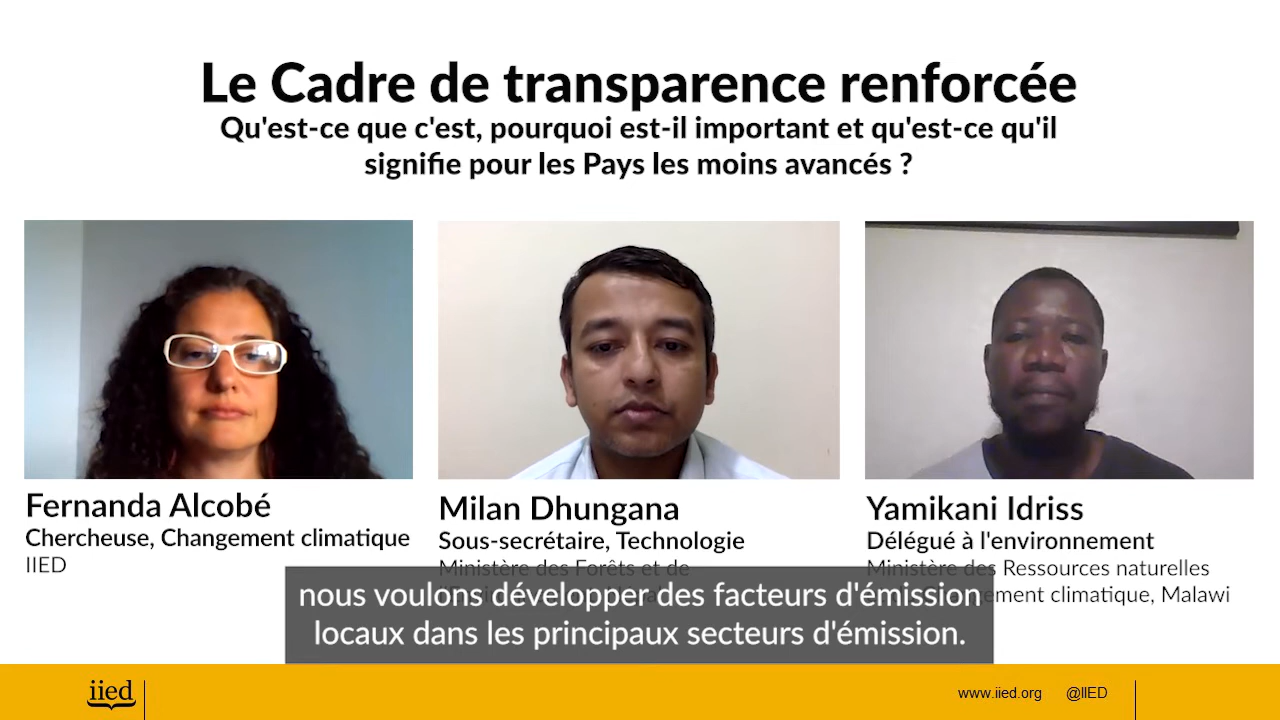 Le Cadre de transparence renforcée
Qu'est-ce que c'est, pourquoi est-il important et qu'est-ce qu'il
signifie pour les Pays les moins avancés ?
Fernanda Alcobé
Chercheuse, Changement climatique
IIED
Milan Dhungana
Sous-secrétaire, Technologie
Ministère des Forêts et de
Yamikani Idriss
Délégué à l'environnement
Ministère des Ressources naturelles
climatique, Malawi
nous voulons développer des facteurs d'émission
locaux dans les principaux secteurs d'émission.
iied
www.iied.org @IIED